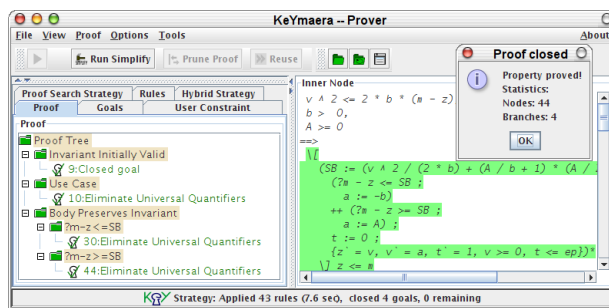 KeYmaera -- Prover
File View Proof Options Tools About
Run Simplify Prune Proof Reuse
Proof Search Strategy Rules Hybrid Strategy
Proof Goals User Constraint
Proof
Proof Tree
Invariant Initially Valid
9:Closed goal
Use Case
10:Eliminate Universal Quantifiers
Body Preserves Invariant
?m-z<=SB
30:Eliminate Universal Quantifiers
?m-z>=SB
44:Eliminate Universal Quantifiers
Inner Node
v ^ 2 <= 2 * b * (m - z)
b > 0,
A >= 0
==>
\[
(SB := (v ^ 2 / (2 * b) + (A / b + 1) * (A /
(?m - z <= SB ;
a := -b)
++ (?m - z >= SB ;
a := A) ;
t := 0 ;
{z` = v, v` = a, t` = 1, v >= 0, t <= ep})*
\] z <= m
Proof closed
Property proved!
Statistics:
Nodes: 44
Branches: 4
OK
KeY Strategy: Applied 43 rules (7.6 sec), closed 4 goals, 0 remaining